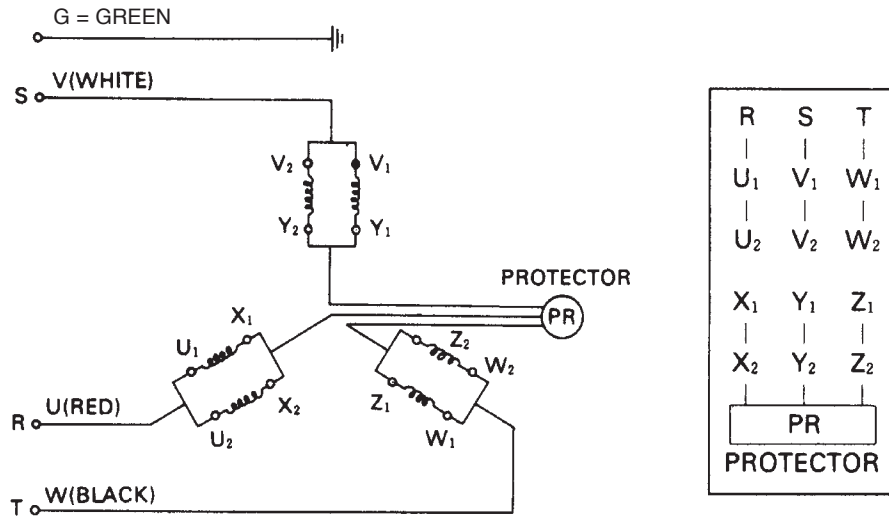 G = GREEN
V(WHITE)
S
V₂ V₁
Y₂ Y₁
PROTECTOR
PR
X₁
U₁
Z₂
W₂
X₂
Z₁
U(RED)
R
U₂
W₁
W(BLACK)
T
R S T
U₁ V₁ W₁
U₂ V₂ W₂
X₁ Y₁ Z₁
X₂ Y₂ Z₂
PR
PROTECTOR